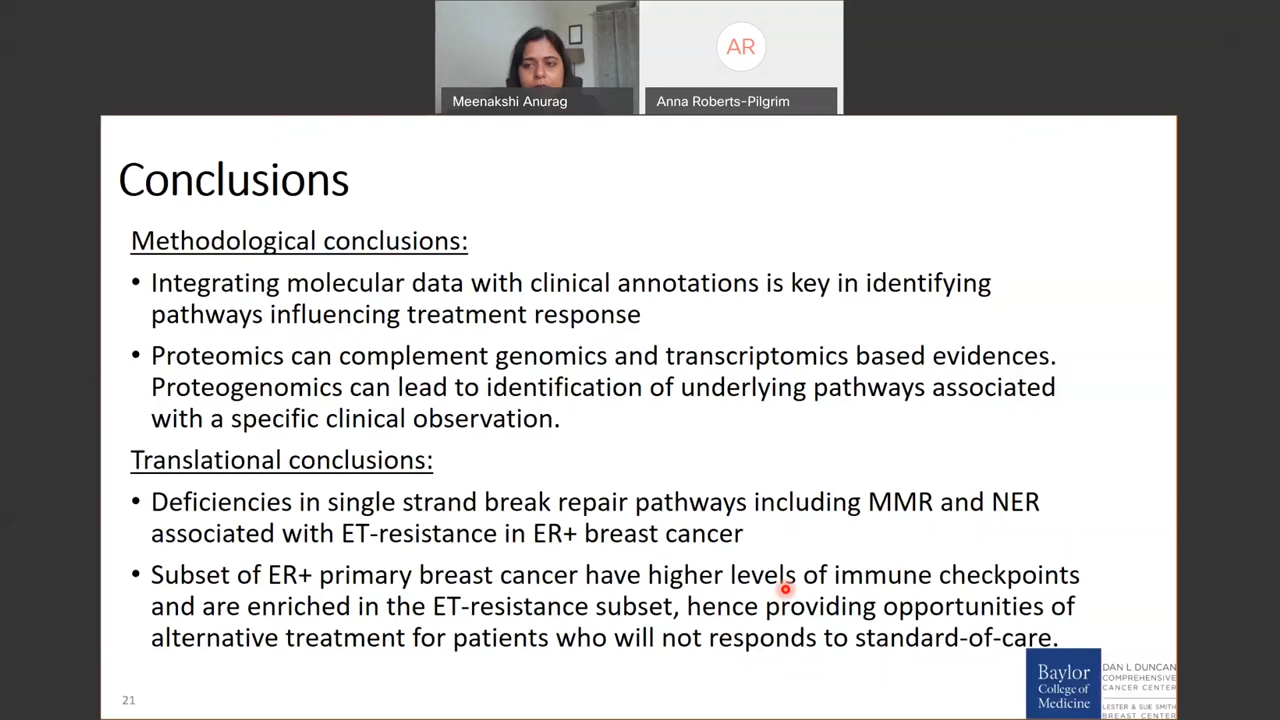 AR
Meenakshi Anurag
Anna Roberts-Pilgrim
Conclusions
Methodological conclusions:
• Integrating molecular data with clinical annotations is key in identifying
pathways influencing treatment response
• Proteomics can complement genomics and transcriptomics based evidences.
Proteogenomics can lead to identification of underlying pathways associated
with a specific clinical observation.
Translational conclusions:
• Deficiencies in single strand break repair pathways including MMR and NER
associated with ET-resistance in ER+ breast cancer
• Subset of ER+ primary breast cancer have higher levels of immune checkpoints
and are enriched in the ET-resistance subset, hence providing opportunities of
alternative treatment for patients who will not responds to standard-of-care.
21
Baylor
College of
Medicine
DAN L DUNCAN
COMPREHENSIVE
CANCER CENTER
LESTER & SUE SMITH
BREAST CENTER